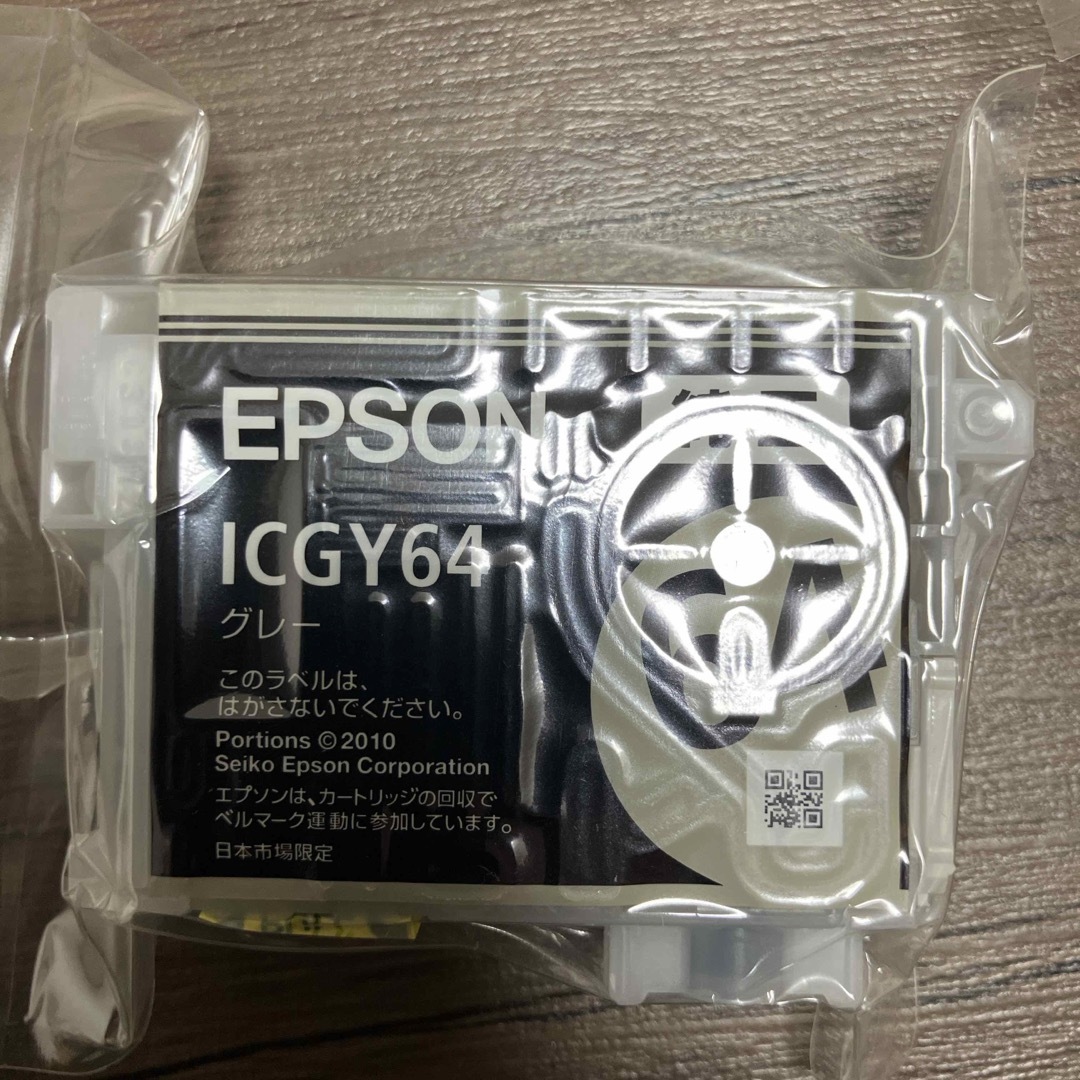 EPSON
ICGY64
グレー
このラベルは、
はがさないでください。
Portions ©2010
Seiko Epson Corporation
エプソンは、カートリッジの回収で
ベルマーク運動に参加しています。
日本市場限定
64